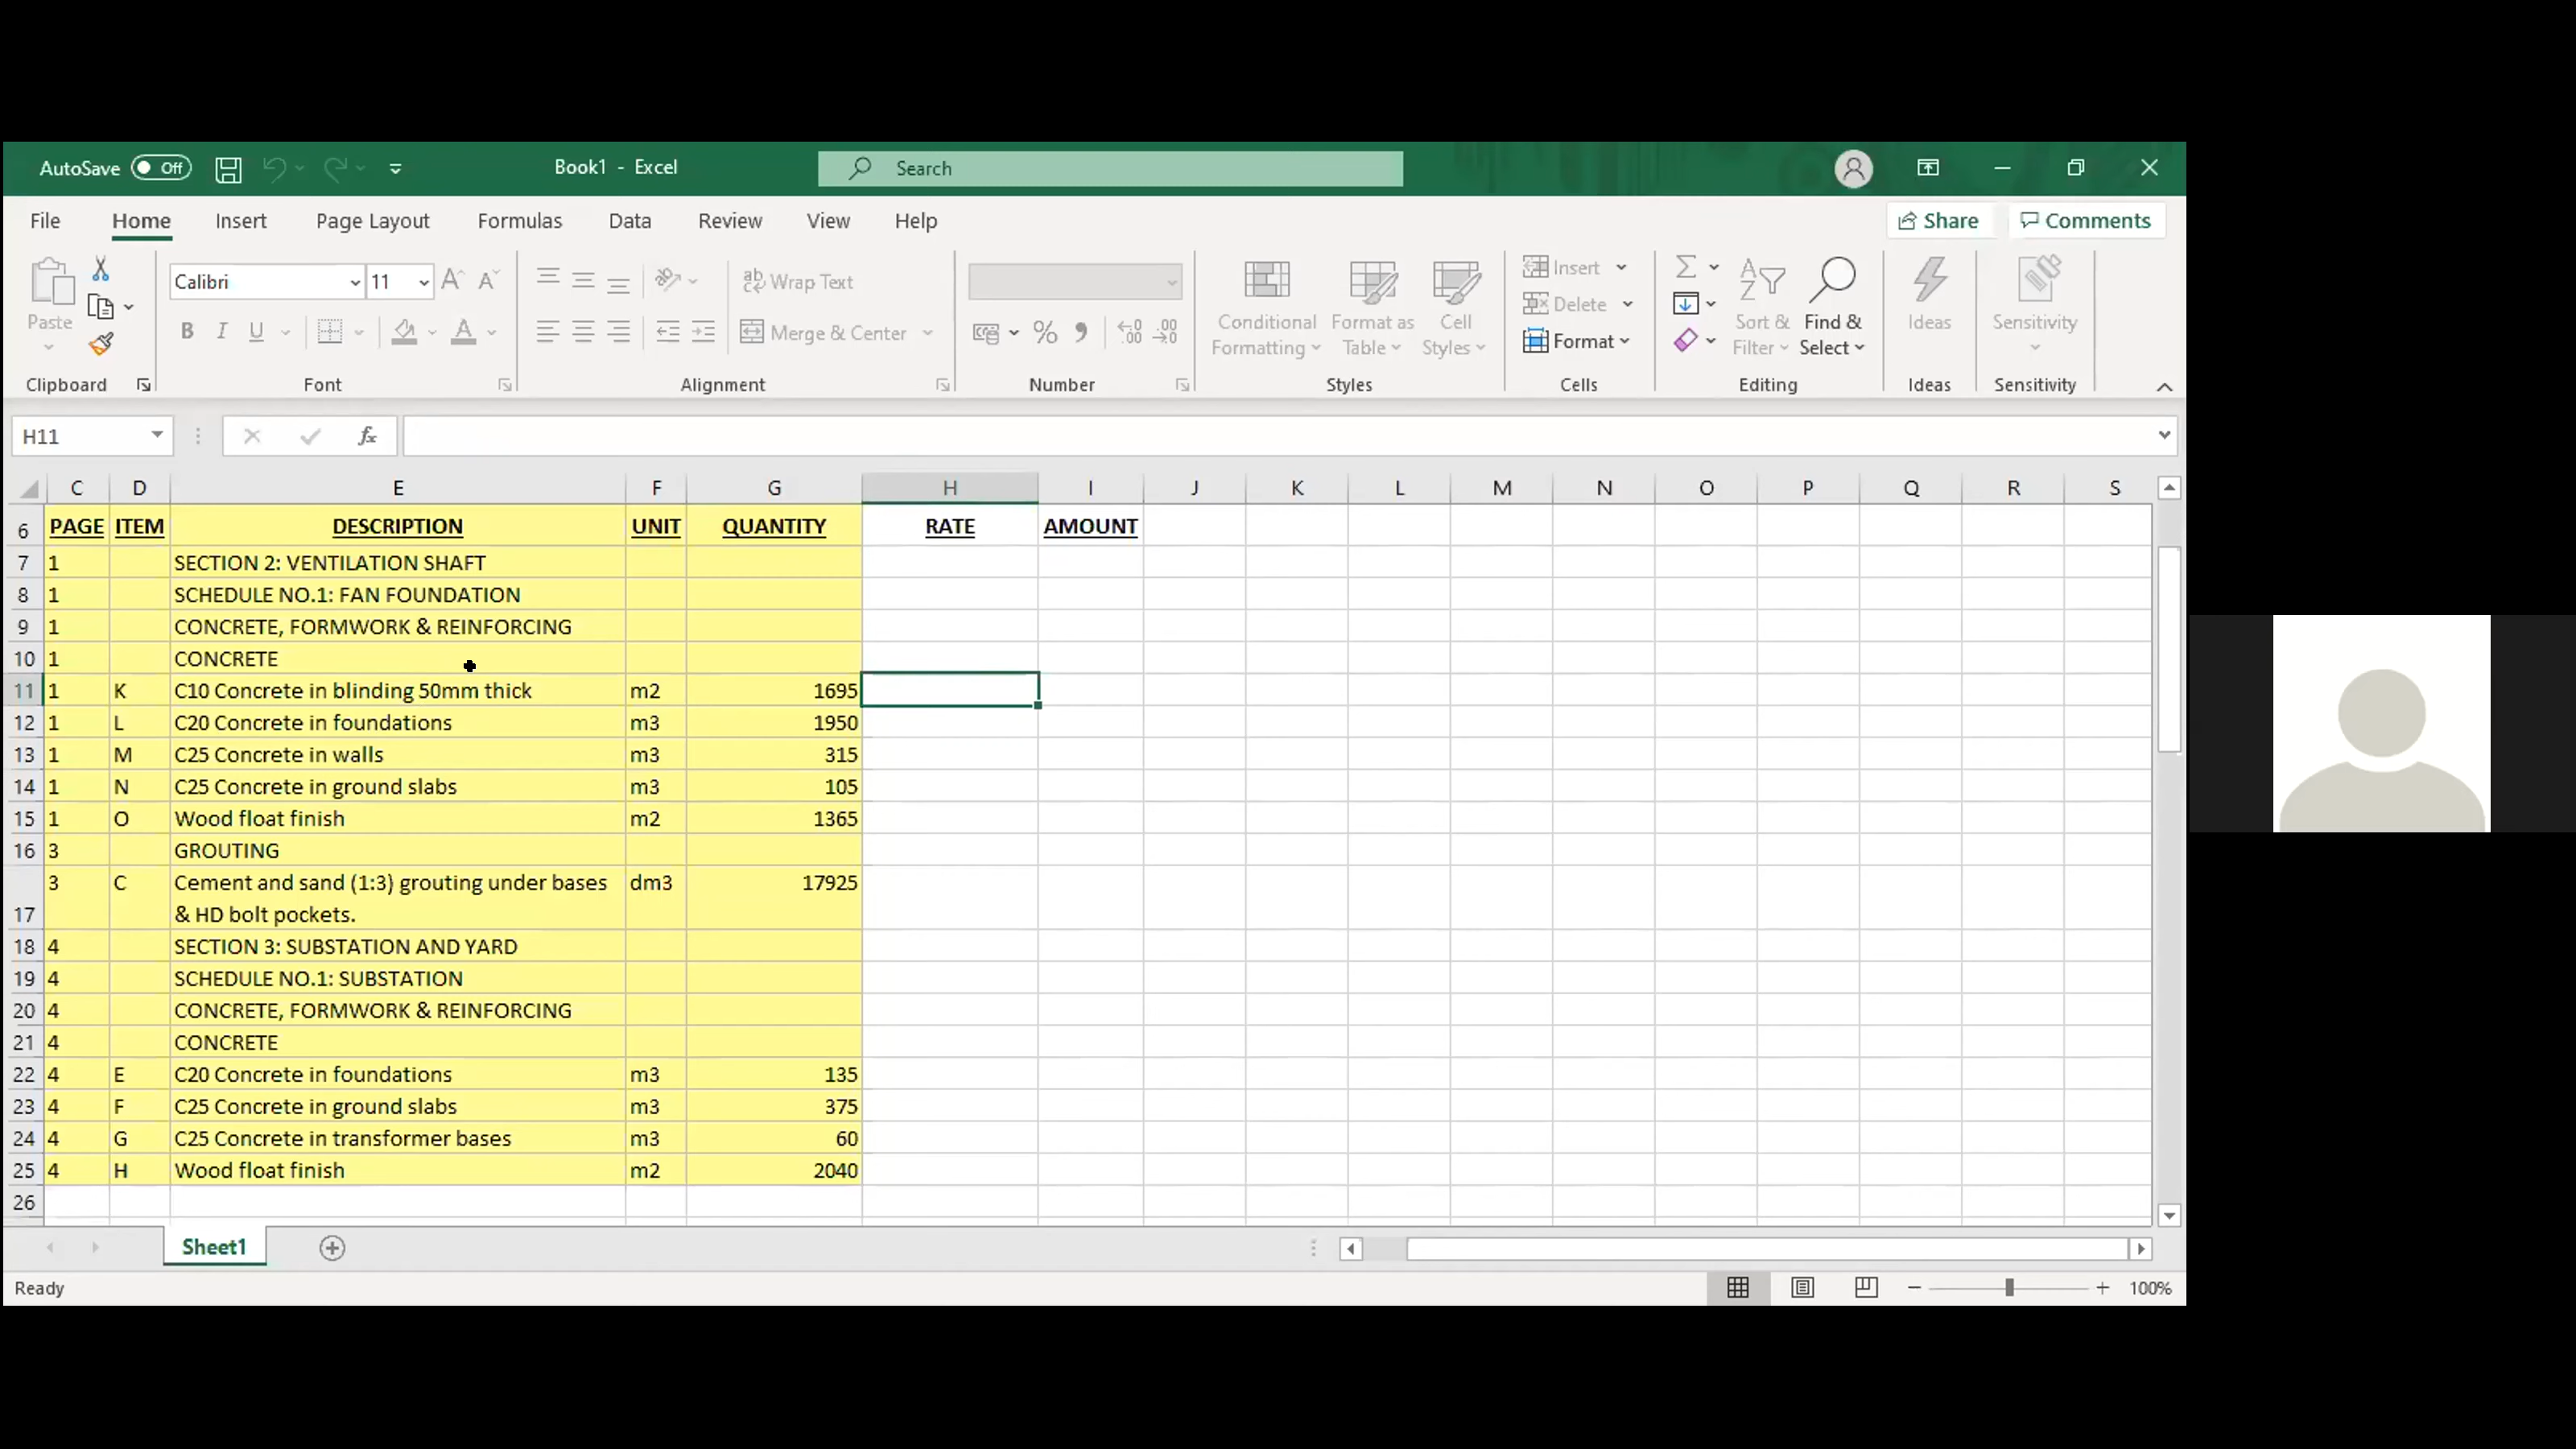 AutoSave Off Book1 - Excel Search
File Home Insert Page Layout Formulas Data Review View Help Share Comments
Calibri 11 Wrap Text Insert
Paste Delete
B I U Merge & Center % Conditional Formatting Format as Table Cell Styles Format Sort & Filter Find & Select Ideas Sensitivity
Clipboard Font Alignment Number Styles Cells Editing Ideas Sensitivity
H11 fx
C D E F G H I J K L M N O P Q R S
6 PAGE ITEM DESCRIPTION UNIT QUANTITY RATE AMOUNT
7 1 SECTION 2: VENTILATION SHAFT
8 1 SCHEDULE NO.1: FAN FOUNDATION
9 1 CONCRETE, FORMWORK & REINFORCING
10 1 CONCRETE
11 1 K C10 Concrete in blinding 50mm thick m2 1695
12 1 L C20 Concrete in foundations m3 1950
13 1 M C25 Concrete in walls m3 315
14 1 N C25 Concrete in ground slabs m3 105
15 1 O Wood float finish m2 1365
16 3 GROUTING
3 C Cement and sand (1:3) grouting under bases dm3 17925
17 & HD bolt pockets.
18 4 SECTION 3: SUBSTATION AND YARD
19 4 SCHEDULE NO.1: SUBSTATION
20 4 CONCRETE, FORMWORK & REINFORCING
21 4 CONCRETE
22 4 E C20 Concrete in foundations m3 135
23 4 F C25 Concrete in ground slabs m3 375
24 4 G C25 Concrete in transformer bases m3 60
25 4 H Wood float finish m2 2040
26
Sheet1
Ready 100%